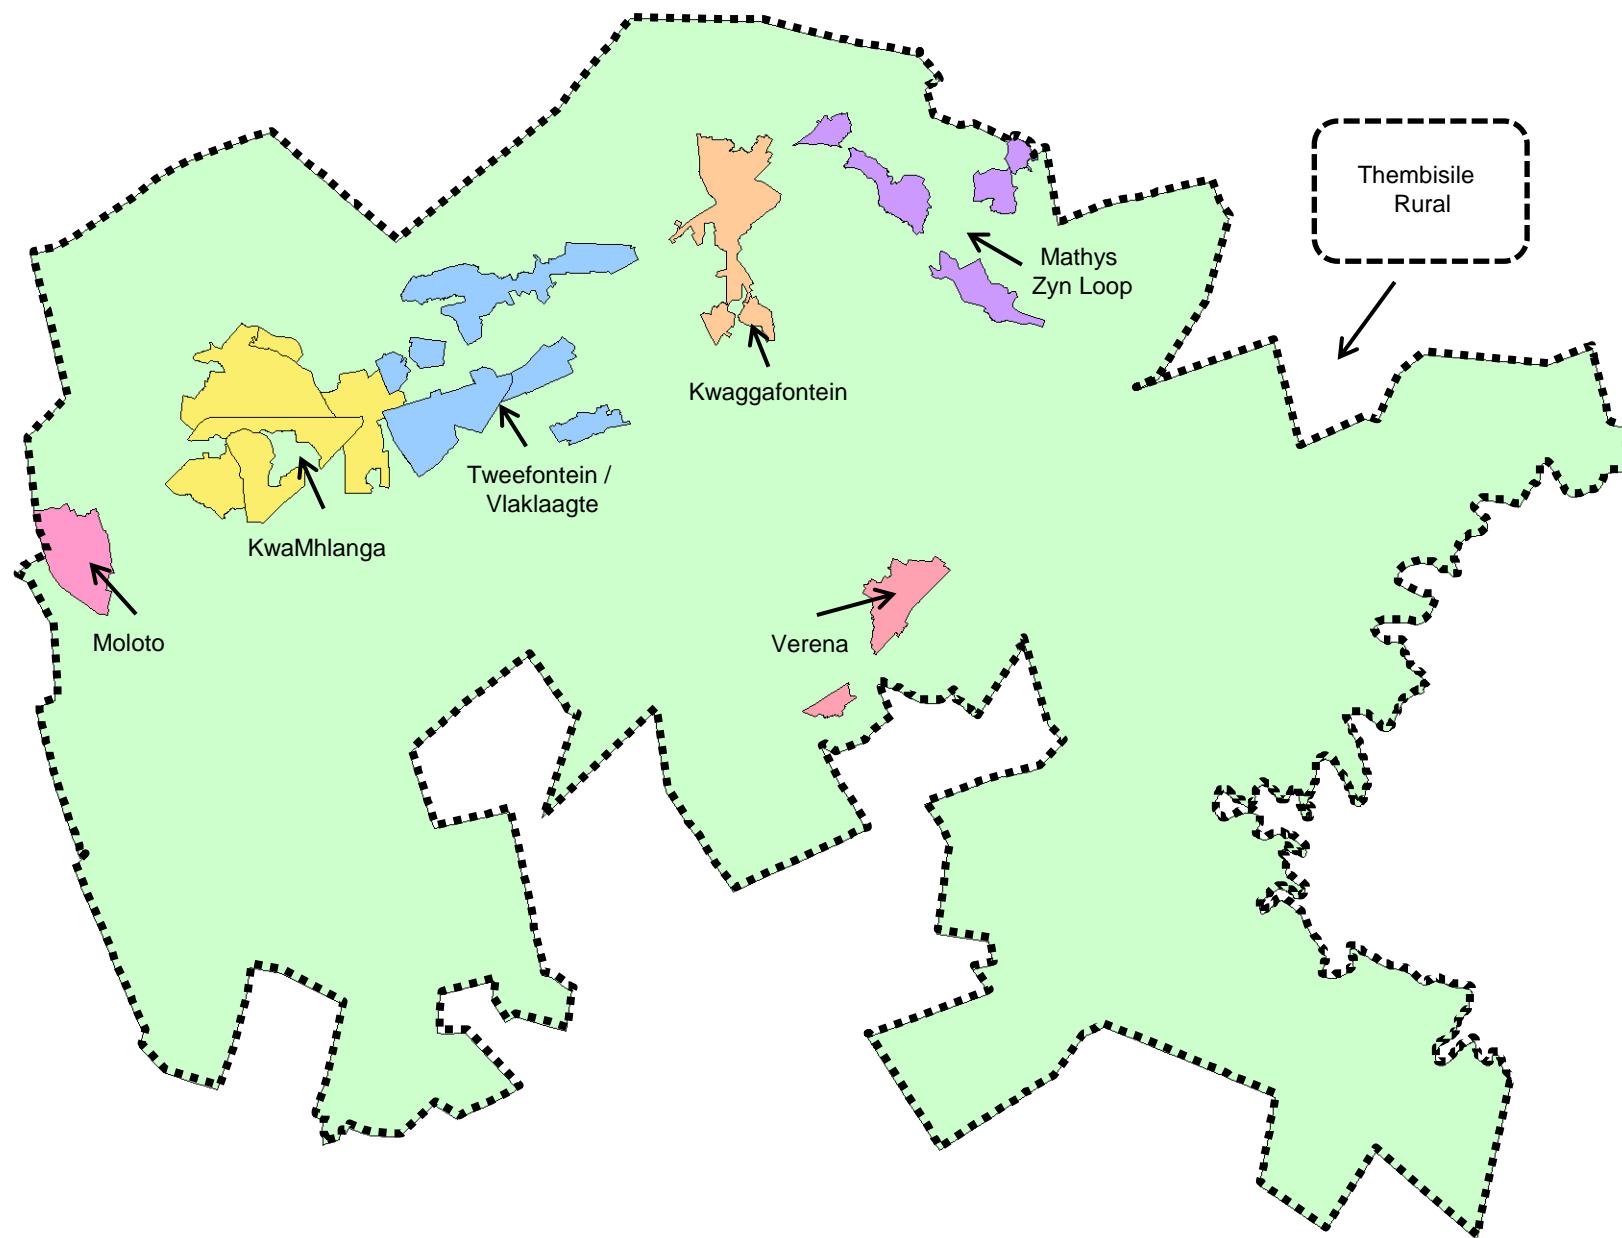 Thembisile
Rural
Mathys
Zyn Loop
Kwaggafontein
Tweefontein /
Vlaklaagte
KwaMhlanga
Moloto
Verena